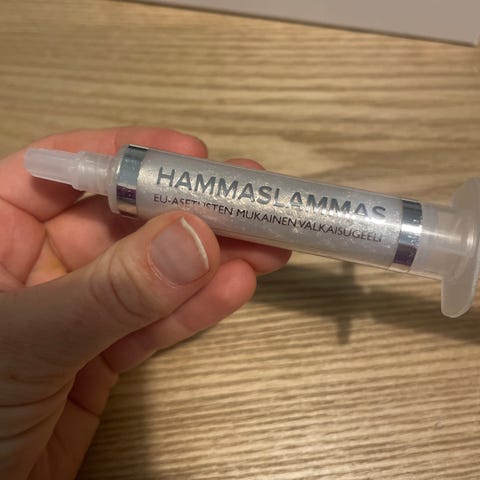 HAMMASLAMMAS
EU-ASETUSTEN MUKAINEN VALKAISUGEELI